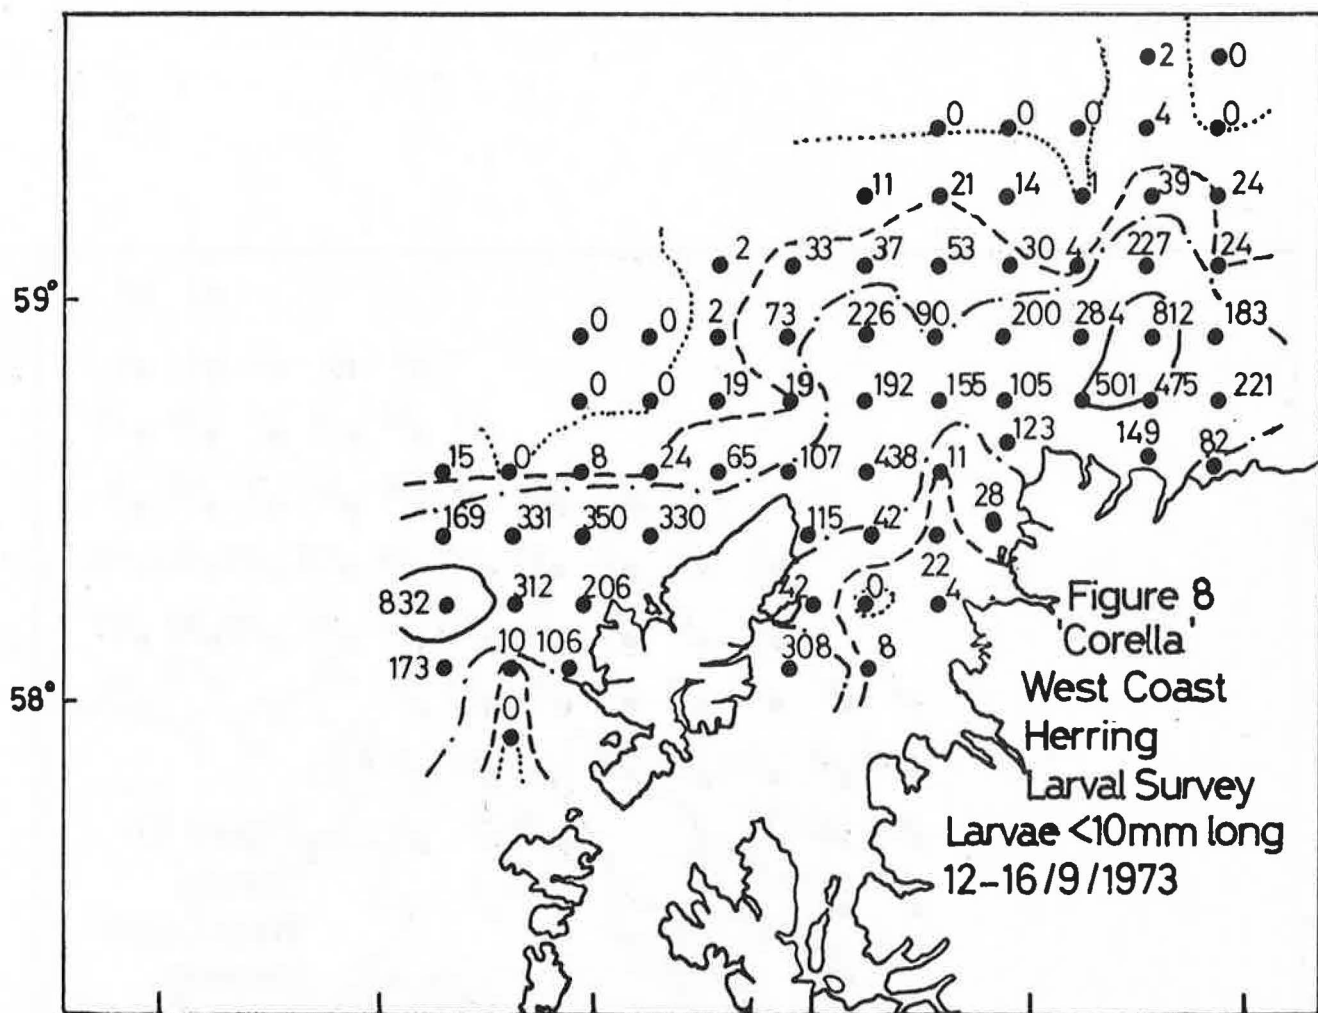 2 0
0 0 0 4 0
11 21 14 1 39 24
2 33 37 53 30 4 227 24
59°
0 0 2 73 226 90 200 284 812 183
0 0 19 19 192 155 105 501 475 221
123 149 82
15 0 8 24 65 107 438 11
28
169 331 350 330 115 42
22
832 312 206 42 0 4
173 10 106 308 8
58°
0
Figure 8
'Corella'
West Coast
Herring
Larval Survey
Larvae <10mm long
12-16/9/1973